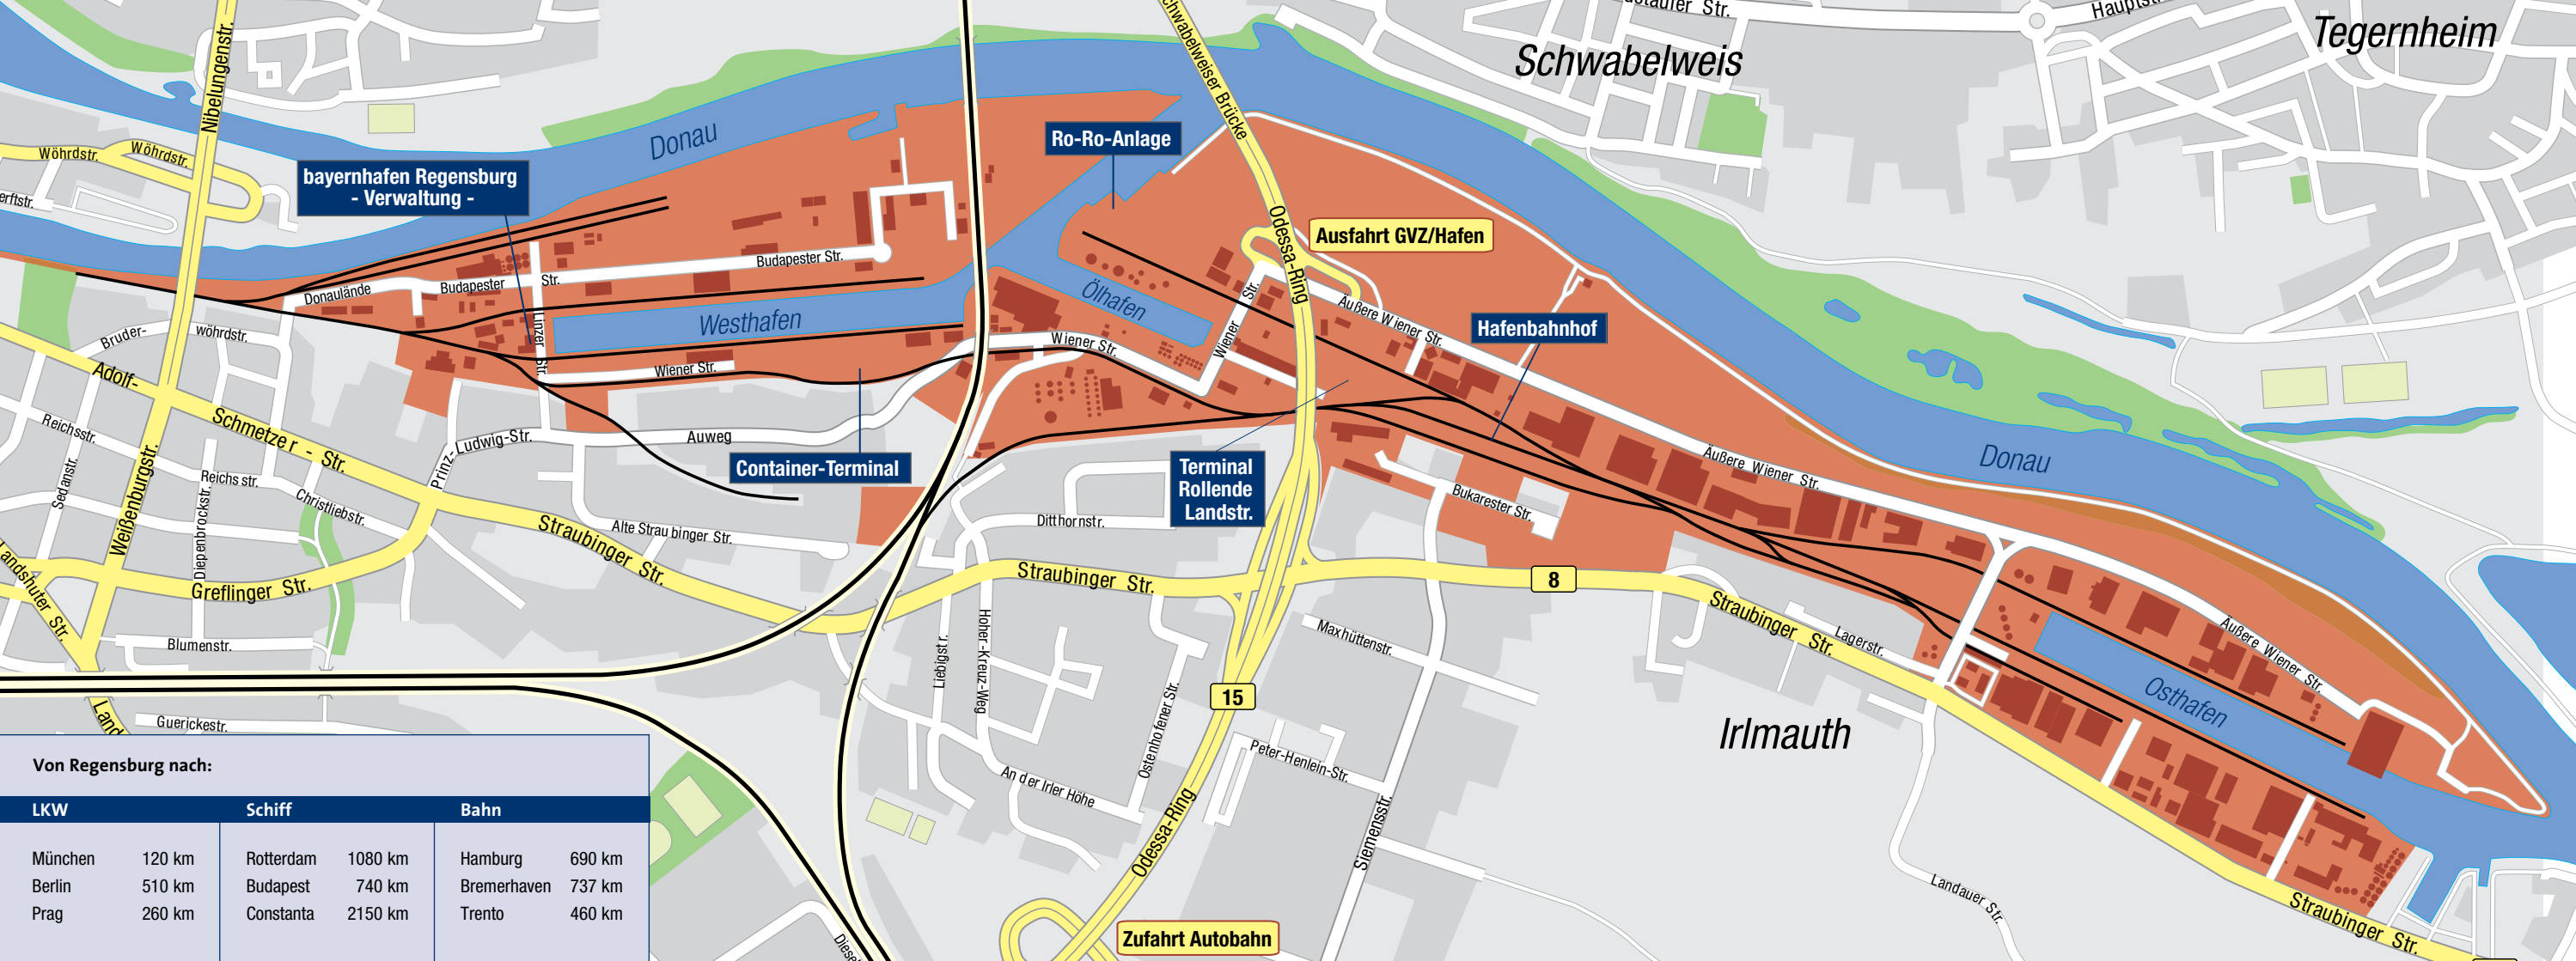 Nibelungenstr.
Wöhrdstr.
Wöhrdstr.
bayernhafen Regensburg
- Verwaltung -
Donau
Ro-Ro-Anlage
Schwabelweiser Brücke
Schwabelweis
Tegernheim
Odessa-Ring
Ausfahrt GVZ/Hafen
Budapester Str.
Budapester
Str.
Donaulände
Linzer Str.
Westhafen
Ölhafen
Wiener Str.
Wiener Str.
Wiener Str.
Äußere Wiener Str.
Hafenbahnhof
Bruder-
wöhrdstr.
Adolf-
Schmetzer - Str.
Reichsstr.
Reichsstr.
Sedanstr.
Weißenburgstr.
Diepenbrockstr.
Christliebstr.
Prinz-Ludwig-Str.
Auweg
Container-Terminal
Terminal
Rollende
Landstr.
Bukarester Str.
Äußere Wiener Str.
Donau
Alte Straubinger Str.
Ditthornstr.
Straubinger Str.
Straubinger Str.
8
Straubinger Str.
Landshuter Str.
Greflinger Str.
Blumenstr.
Liebigstr.
Hoher-Kreuz-Weg
Maxhüttenstr.
Lagerstr.
Äußere Wiener Str.
Osthafen
Irlmauth
15
Guerickestr.
Ostenhofener Str.
Peter-Henlein-Str.
An der Irler Höhe
Odessa-Ring
Siemensstr.
Landauer Str.
Straubinger Str.
Zufahrt Autobahn
Von Regensburg nach:
LKW Schiff Bahn
München 120 km Rotterdam 1080 km Hamburg 690 km
Berlin 510 km Budapest 740 km Bremerhaven 737 km
Prag 260 km Constanta 2150 km Trento 460 km